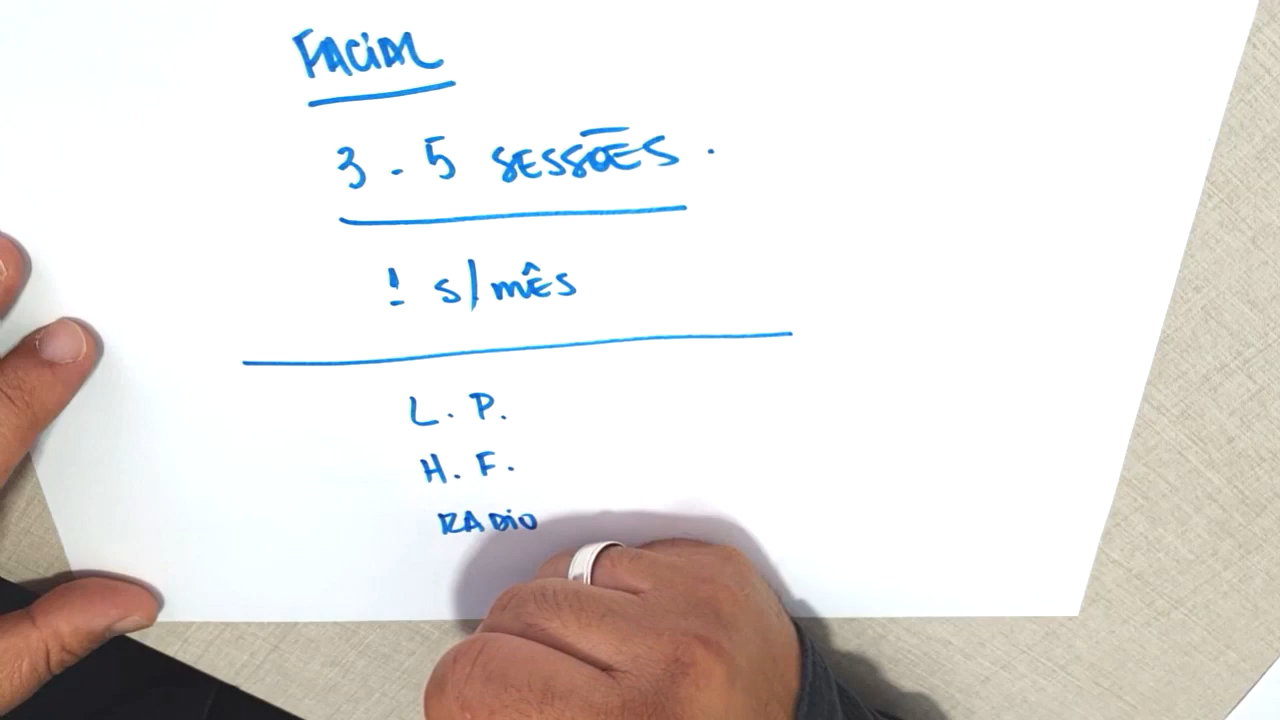 FACIAL
3 - 5 SESSÕES.
1 S/MÊS
L. P.
H. F.
RADIO